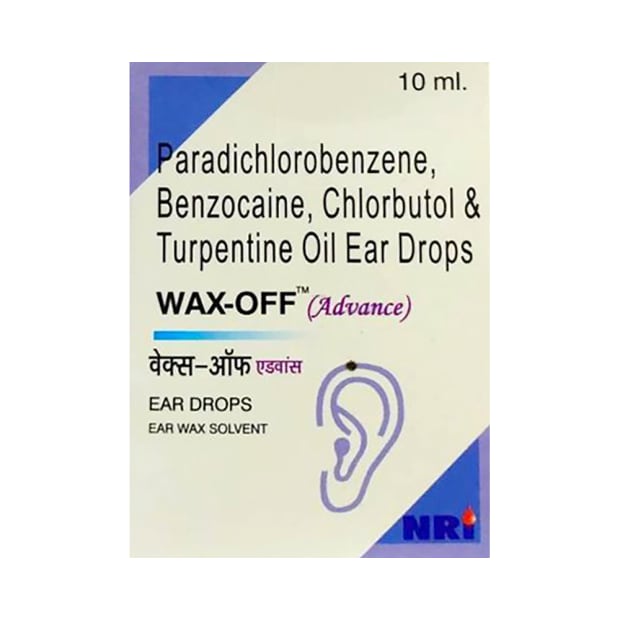 10 ml.
Paradichlorobenzene,
Benzocaine, Chlorbutol &
Turpentine Oil Ear Drops
WAX-OFF™ (Advance)
वेक्स-ऑफ एडवांस
EAR DROPS
EAR WAX SOLVENT
NRi